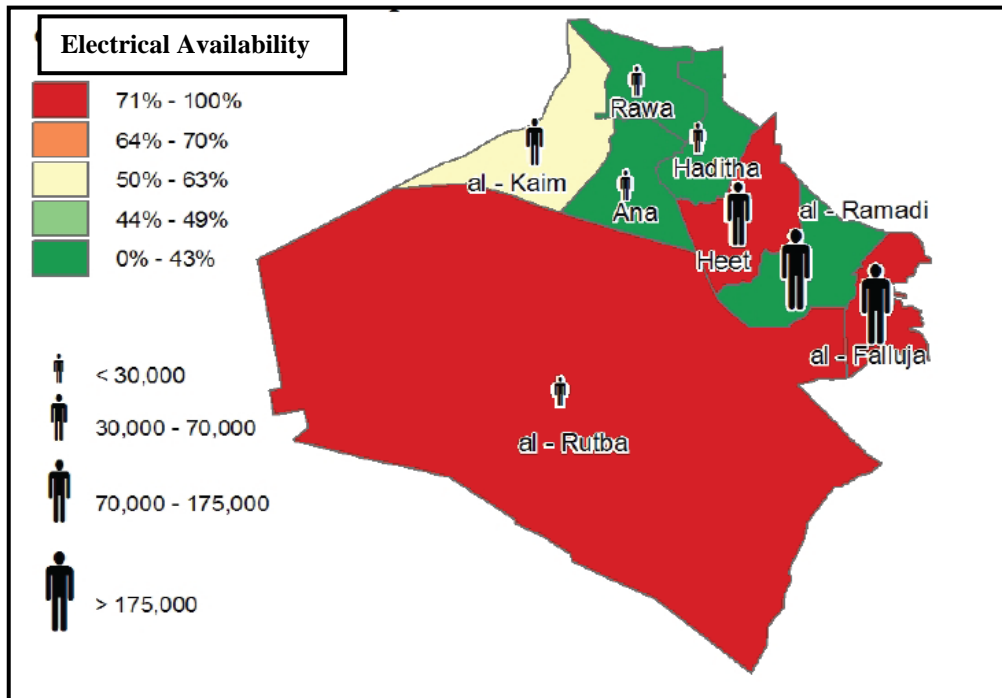 Electrical Availability
71% - 100%
64% - 70%
50% - 63%
44% - 49%
0% - 43%
< 30,000
30,000 - 70,000
70,000 - 175,000
> 175,000
Rawa
Haditha
al - Kaim
Ana
al - Ramadi
Heet
al - Falluja
al - Rutba